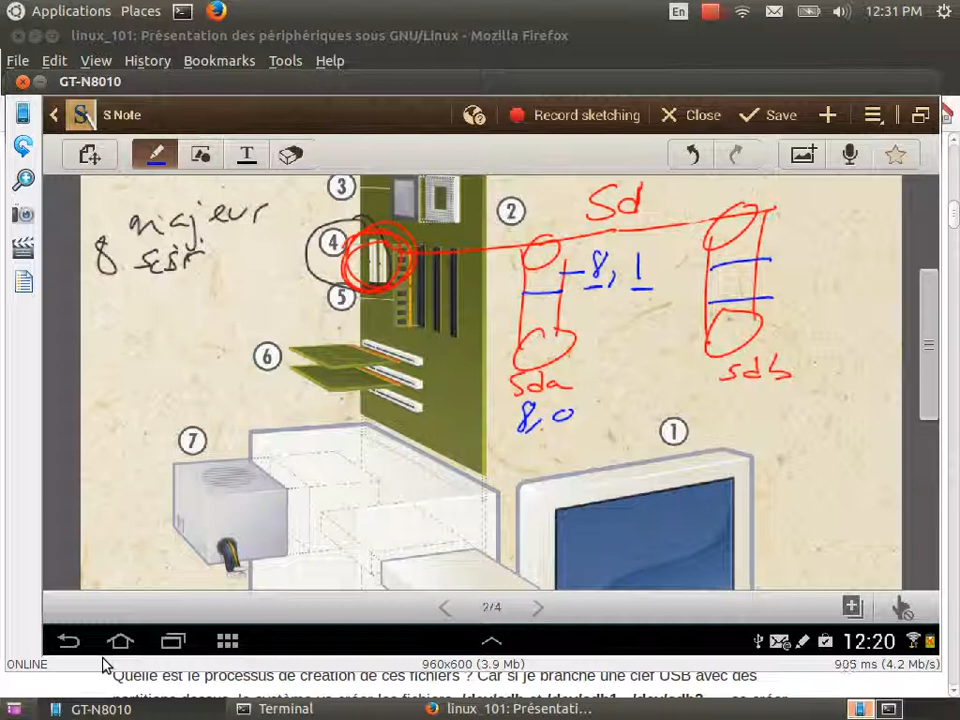 Applications Places
En
12:31 PM
linux_101: Présentation des périphériques sous GNU/Linux - Mozilla Firefox
File Edit View History Bookmarks Tools Help
GT-N8010
S Note
Record sketching
Close
Save
T
majeur
8 scsi
3
2
Sd
4
8, 1
5
6
sda
sdb
8, 0
7
1
2/4
12:20
ONLINE
960x600 (3.9 Mb)
905 ms (4.2 Mb/s)
Quelle est le processus de création de ces fichiers ? Car si je branche une clef USB avec des
GT-N8010
Terminal
linux_101: Présentati...